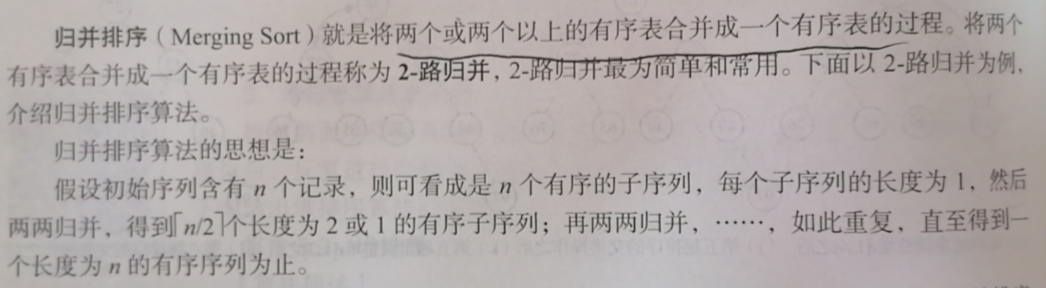 归并排序（Merging Sort）就是将两个或两个以上的有序表合并成一个有序表的过程。将两个
有序表合并成一个有序表的过程称为 2-路归并，2-路归并最为简单和常用。下面以 2-路归并为例，
介绍归并排序算法。
归并排序算法的思想是：
假设初始序列含有 n 个记录，则可看成是 n 个有序的子序列，每个子序列的长度为 1，然后
两两归并，得到⌈n/2⌉个长度为 2 或 1 的有序子序列；再两两归并，……，如此重复，直至得到一
个长度为 n 的有序序列为止。